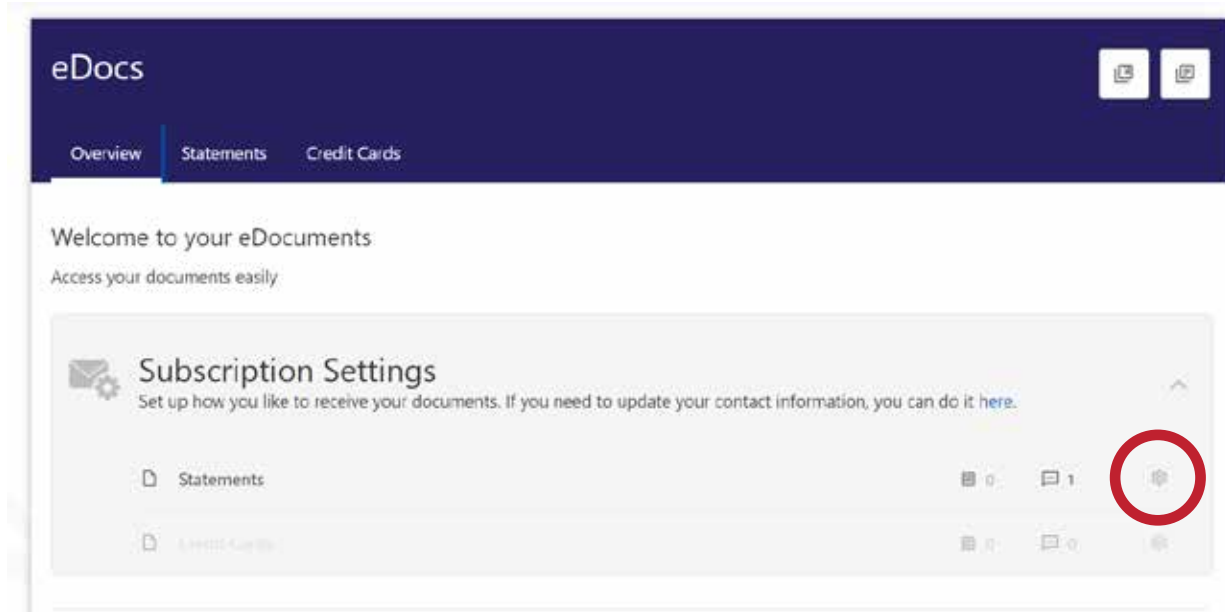 eDocs
Overview Statements Credit Cards
Welcome to your eDocuments
Access your documents easily
Subscription Settings
Set up how you like to receive your documents. If you need to update your contact information, you can do it here.
Statements 0 1
Credit Cards 0 0